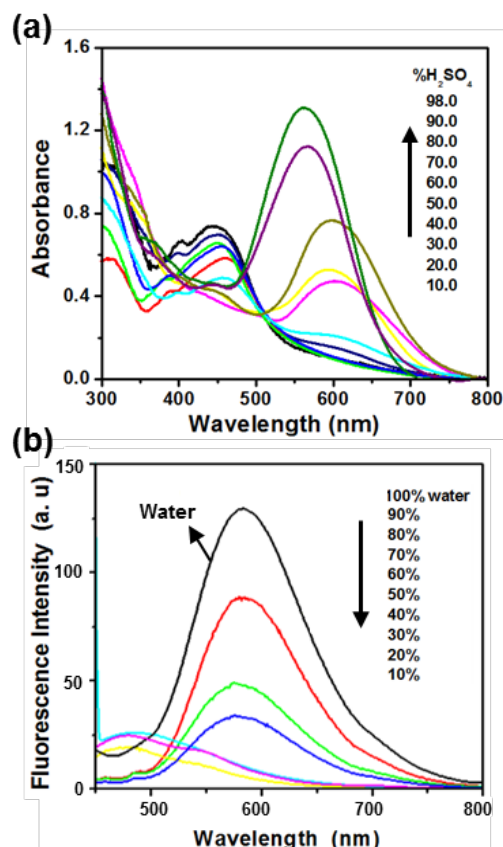 (a)
1.6
1.2
0.8
0.4
0.0
Absorbance
%H₂SO₄
98.0
90.0
80.0
70.0
60.0
50.0
40.0
30.0
20.0
10.0
300 400 500 600 700 800
Wavelength (nm)
(b)
150
100
50
0
Fluorescence Intensity (a. u)
Water
100% water
90%
80%
70%
60%
50%
40%
30%
20%
10%
500 600 700 800
Wavelength (nm)